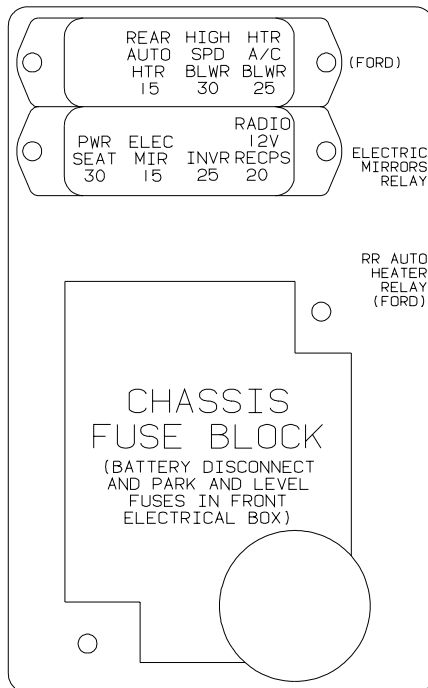 REAR HIGH HTR
AUTO SPD A/C
HTR BLWR BLWR
15 30 25
(FORD)
RADIO
PWR ELEC 12V
SEAT MIR INVR RECPS
30 15 25 20
ELECTRIC
MIRRORS
RELAY
RR AUTO
HEATER
RELAY
(FORD)
CHASSIS
FUSE BLOCK
(BATTERY DISCONNECT
AND PARK AND LEVEL
FUSES IN FRONT
ELECTRICAL BOX)